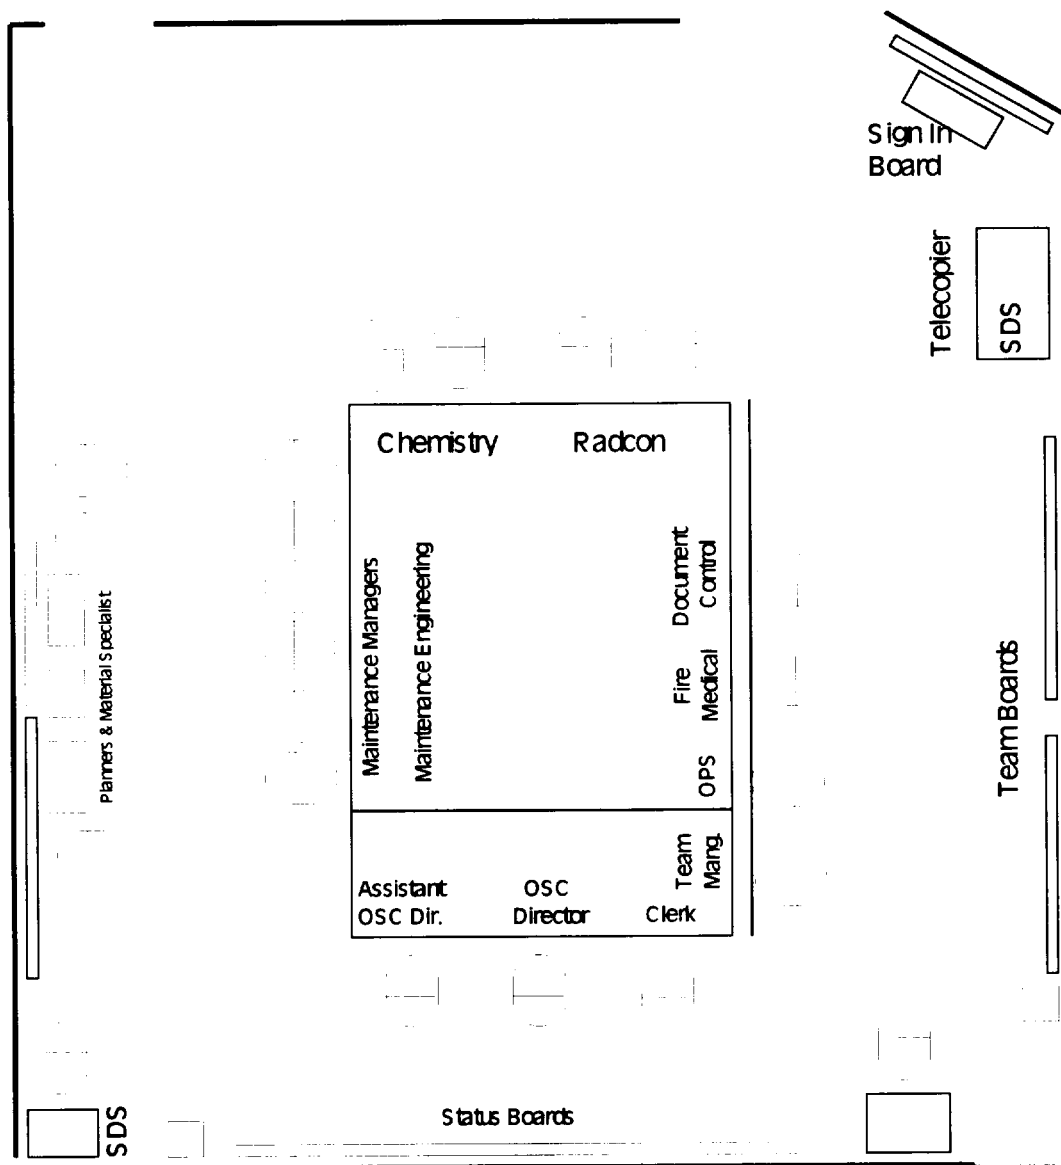 Sign In
Board
Telecopier
SDS
Chemistry Radcon
Maintenance Managers
Maintenance Engineering
Document
Control
Fire
Medical
OPS
Planners & Material Specialist
Team Boards
Team
Mang.
Assistant
OSC Dir.
OSC
Director
Clerk
Status Boards
SDS